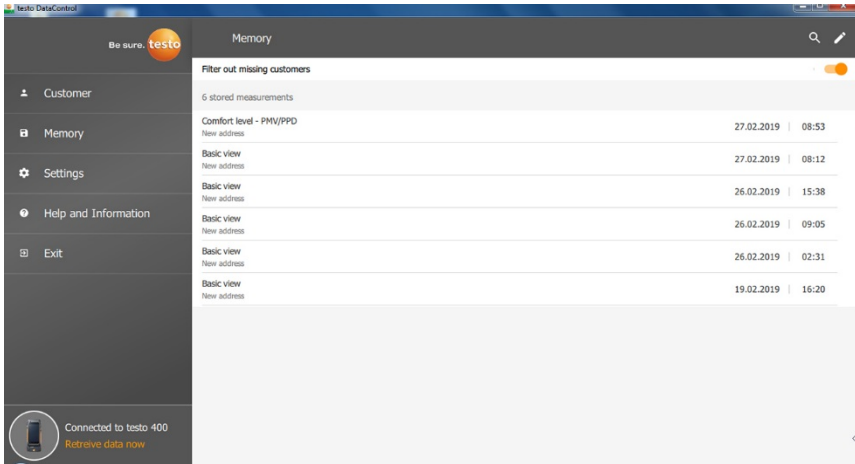 testo DataControl
Be sure. testo
Memory
Filter out missing customers
Customer
Memory
Settings
Help and Information
Exit
6 stored measurements
Comfort level - PMV/PPD
New address
27.02.2019 | 08:53
Basic view
New address
27.02.2019 | 08:12
Basic view
New address
26.02.2019 | 15:38
Basic view
New address
26.02.2019 | 09:05
Basic view
New address
26.02.2019 | 02:31
Basic view
New address
19.02.2019 | 16:20
Connected to testo 400
Retreive data now